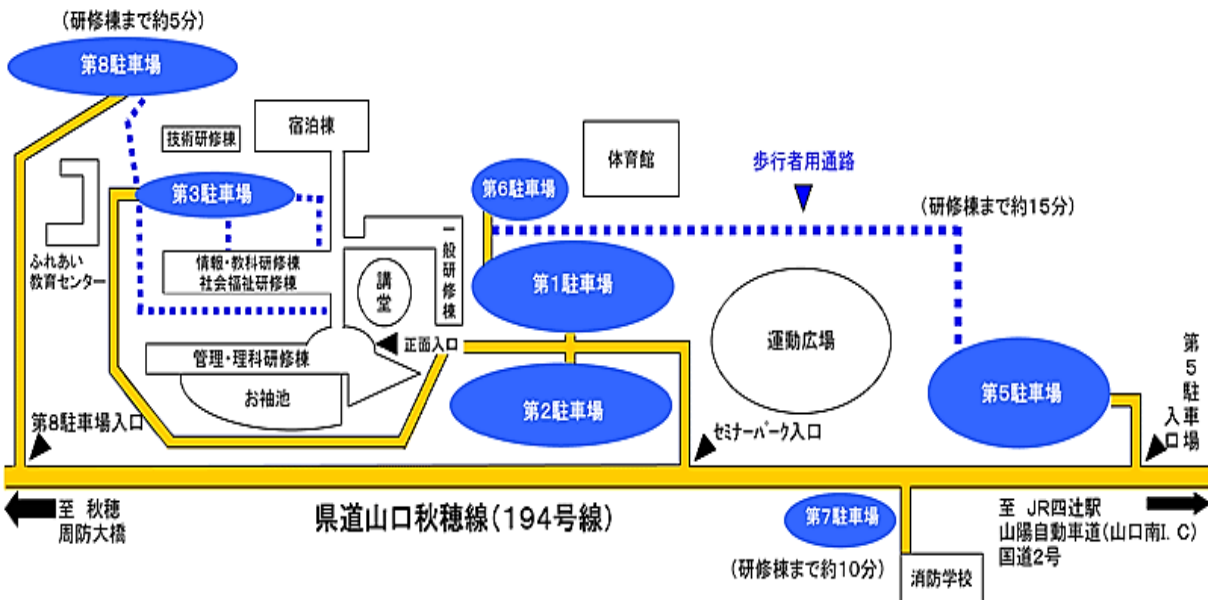 (研修棟まで約5分)
第8駐車場
技術研修棟
宿泊棟
体育館
歩行者用通路
第3駐車場
第6駐車場
(研修棟まで約15分)
一般研修棟
ふれあい
教育センター
情報・教科研修棟
社会福祉研修棟
講堂
第1駐車場
運動広場
正面入口
管理・理科研修棟
お袖池
第2駐車場
第5駐車場
第5駐車場
入口
第8駐車場入口
セミナーパーク入口
至 秋穂
周防大橋
県道山口秋穂線(194号線)
第7駐車場
(研修棟まで約10分)
消防学校
至 JR四辻駅
山陽自動車道(山口南I.C)
国道2号